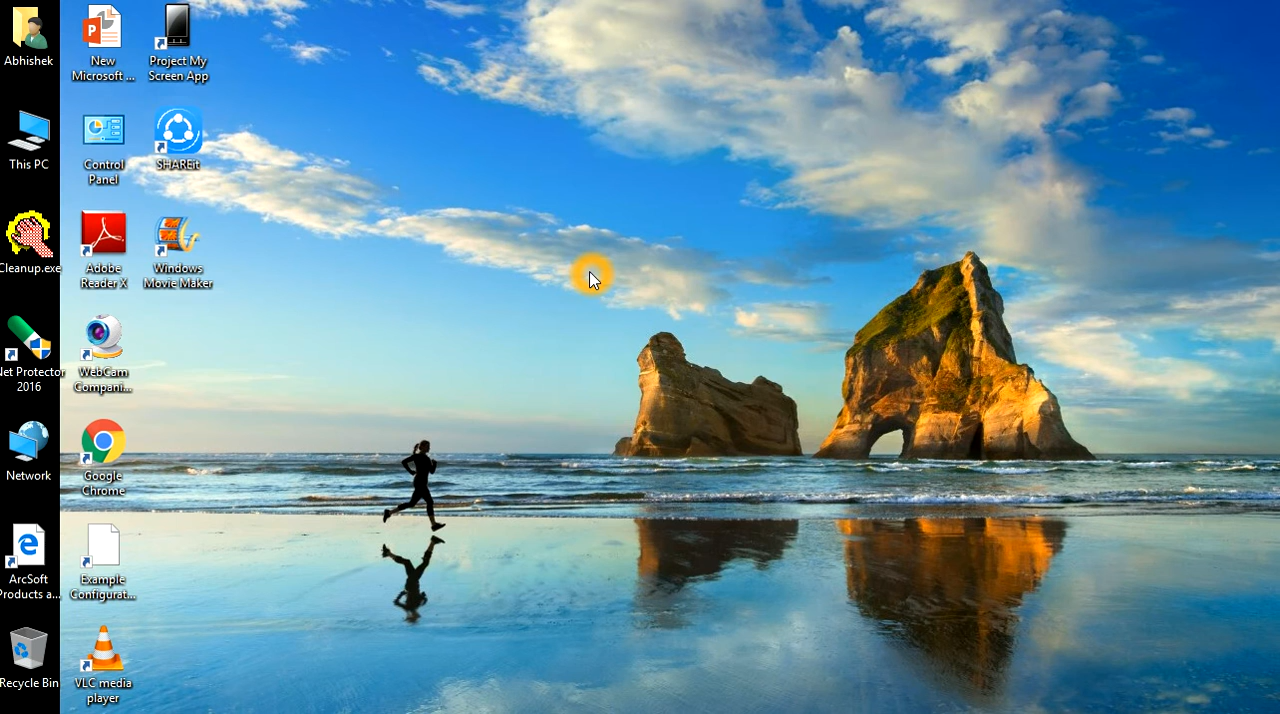 Abhishek
This PC
Cleanup.exe
Net Protector
2016
Network
ArcSoft
Products a...
Recycle Bin
New
Microsoft ...
Control
Panel
Adobe
Reader X
WebCam
Compani...
Google
Chrome
Example
Configurat...
VLC media
player
Project My
Screen App
SHAREit
Windows
Movie Maker